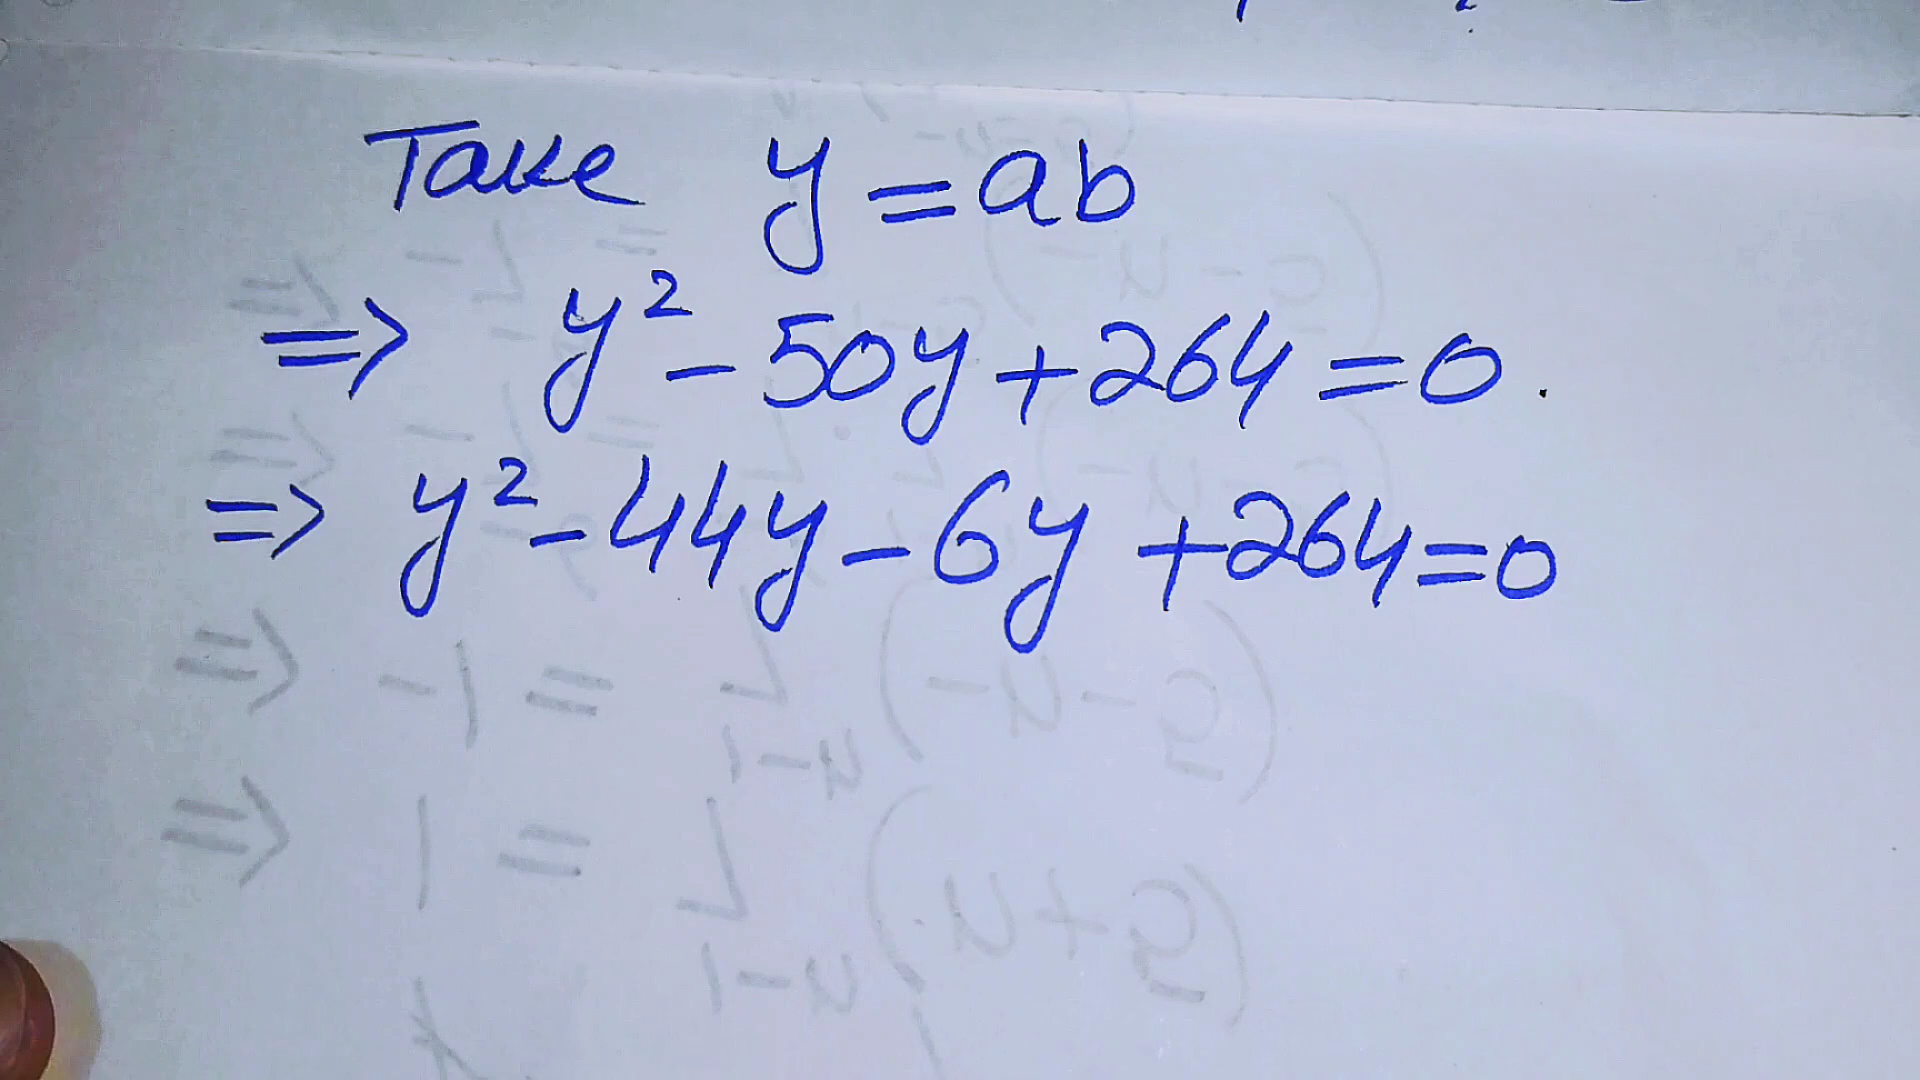 Take y = ab
⇒ y² - 50y + 264 = 0.
⇒ y² - 44y - 6y + 264 = 0